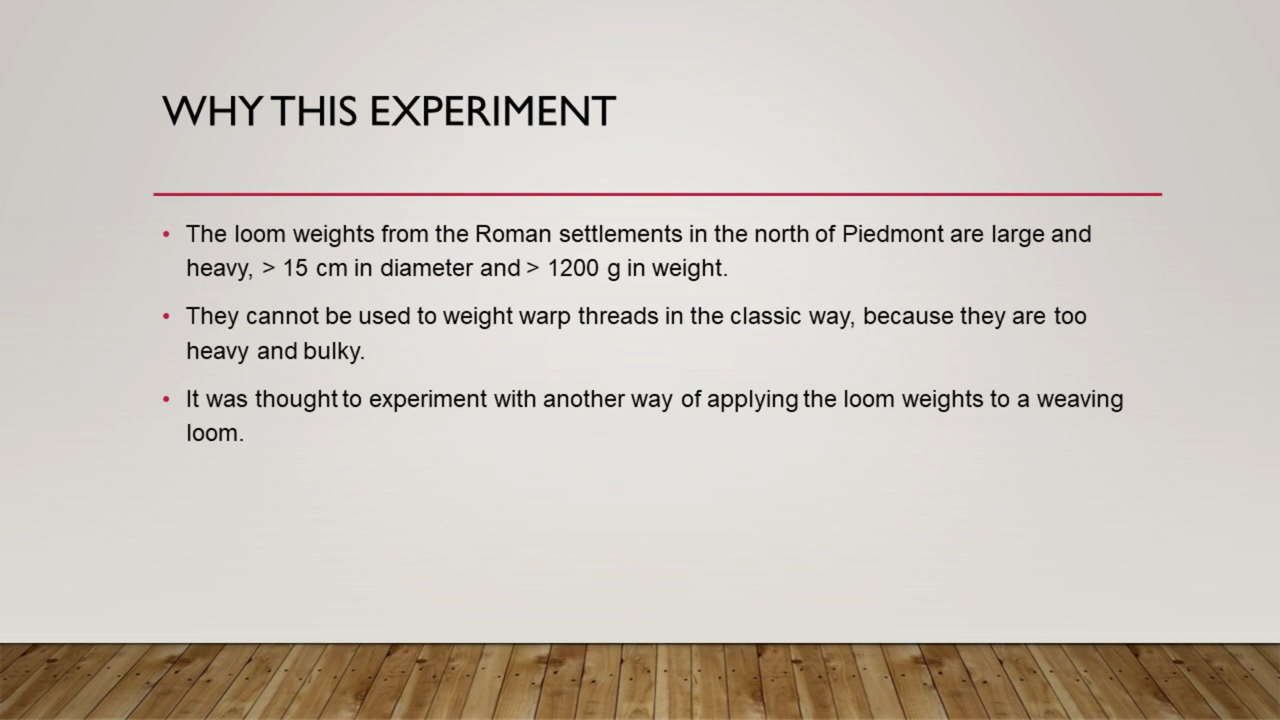 WHY THIS EXPERIMENT
• The loom weights from the Roman settlements in the north of Piedmont are large and
heavy, > 15 cm in diameter and > 1200 g in weight.
• They cannot be used to weight warp threads in the classic way, because they are too
heavy and bulky.
• It was thought to experiment with another way of applying the loom weights to a weaving
loom.